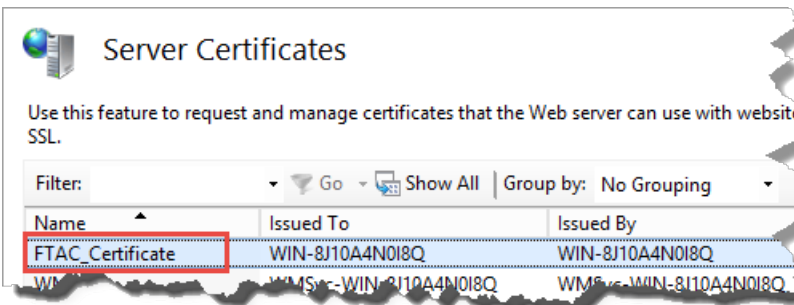 Server Certificates
Use this feature to request and manage certificates that the Web server can use with
SSL.
Filter: Go Show All Group by: No Grouping
Name Issued To Issued By
FTAC_Certificate WIN-8J10A4N0I8Q WIN-8J10A4N0I8Q